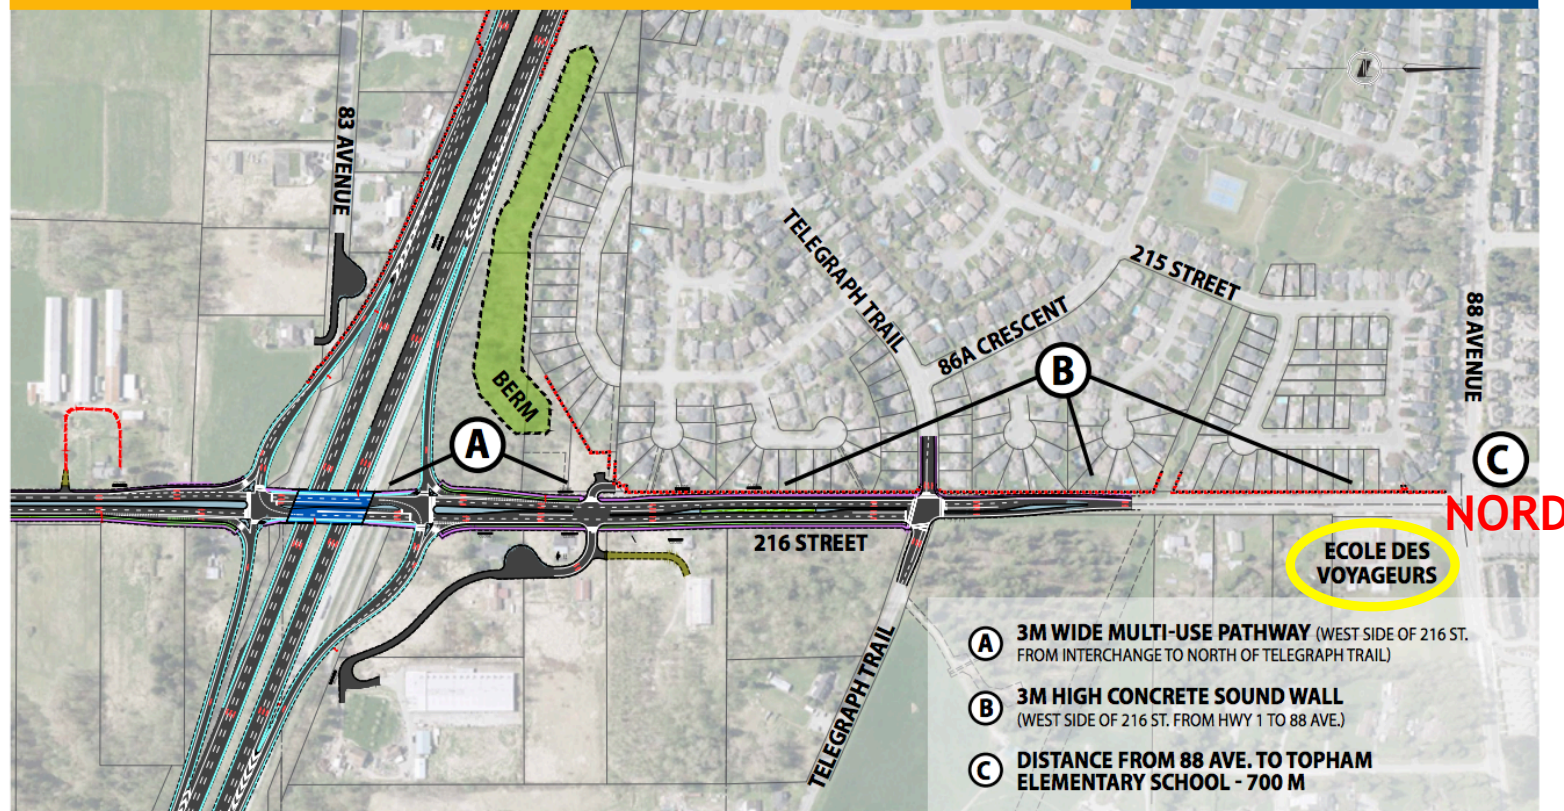 83 AVENUE
TELEGRAPH TRAIL
215 STREET
86A CRESCENT
88 AVENUE
B
BERM
A
C
NORD
216 STREET
ECOLE DES
VOYAGEURS
TELEGRAPH TRAIL
A 3M WIDE MULTI-USE PATHWAY (WEST SIDE OF 216 ST.
FROM INTERCHANGE TO NORTH OF TELEGRAPH TRAIL)
B 3M HIGH CONCRETE SOUND WALL
(WEST SIDE OF 216 ST. FROM HWY 1 TO 88 AVE.)
C DISTANCE FROM 88 AVE. TO TOPHAM
ELEMENTARY SCHOOL - 700 M